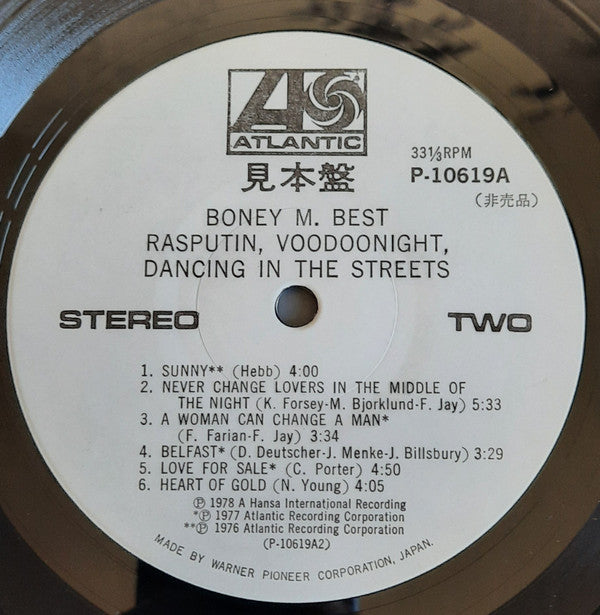 ATLANTIC
見本盤
33⅓RPM
P-10619A
(非売品)
BONEY M. BEST
RASPUTIN, VOODOONIGHT,
DANCING IN THE STREETS
STEREO
TWO
1. SUNNY** (Hebb) 4:00
2. NEVER CHANGE LOVERS IN THE MIDDLE OF
THE NIGHT (K. Forsey-M. Bjorklund-F. Jay) 5:33
3. A WOMAN CAN CHANGE A MAN*
(F. Farian-F. Jay) 3:34
4. BELFAST* (D. Deutscher-J. Menke-J. Billsbury) 3:29
5. LOVE FOR SALE* (C. Porter) 4:50
6. HEART OF GOLD (N. Young) 4:05
Ⓟ 1978 A Hansa International Recording
*Ⓟ 1977 Atlantic Recording Corporation
**Ⓟ 1976 Atlantic Recording Corporation
(P-10619A2)
MADE BY WARNER PIONEER CORPORATION, JAPAN.